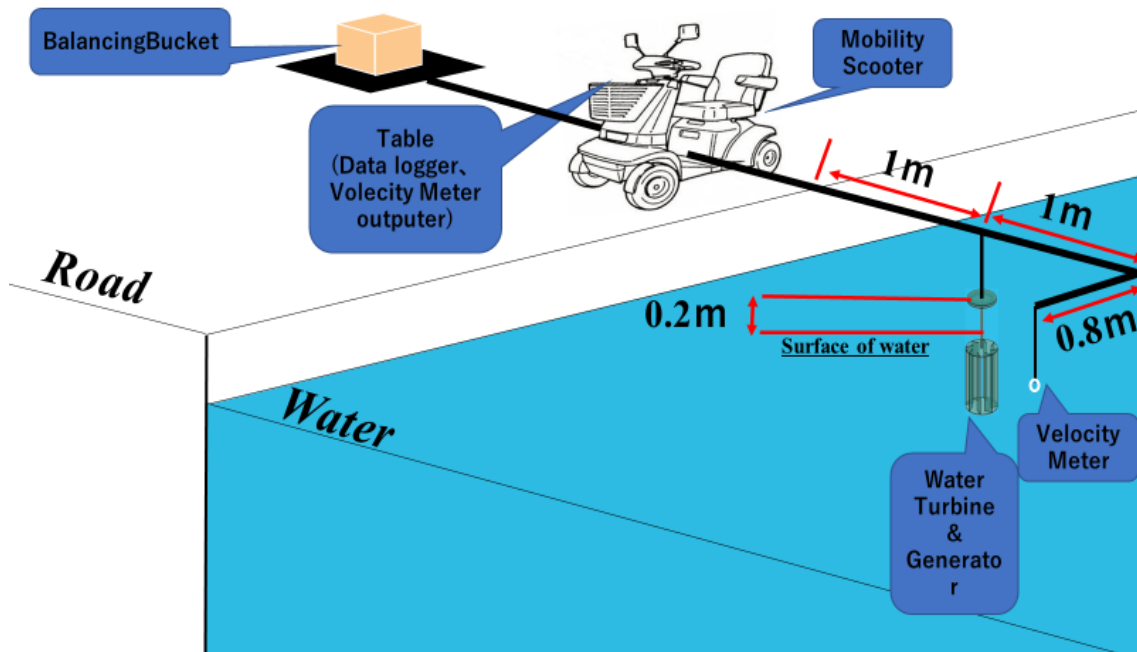 BalancingBucket
Mobility
Scooter
Table
(Data logger、
Volecity Meter
outputer)
1m
1m
Road
0.2m
Surface of water
0.8m
Water
Velocity
Meter
Water
Turbine
&
Generato
r